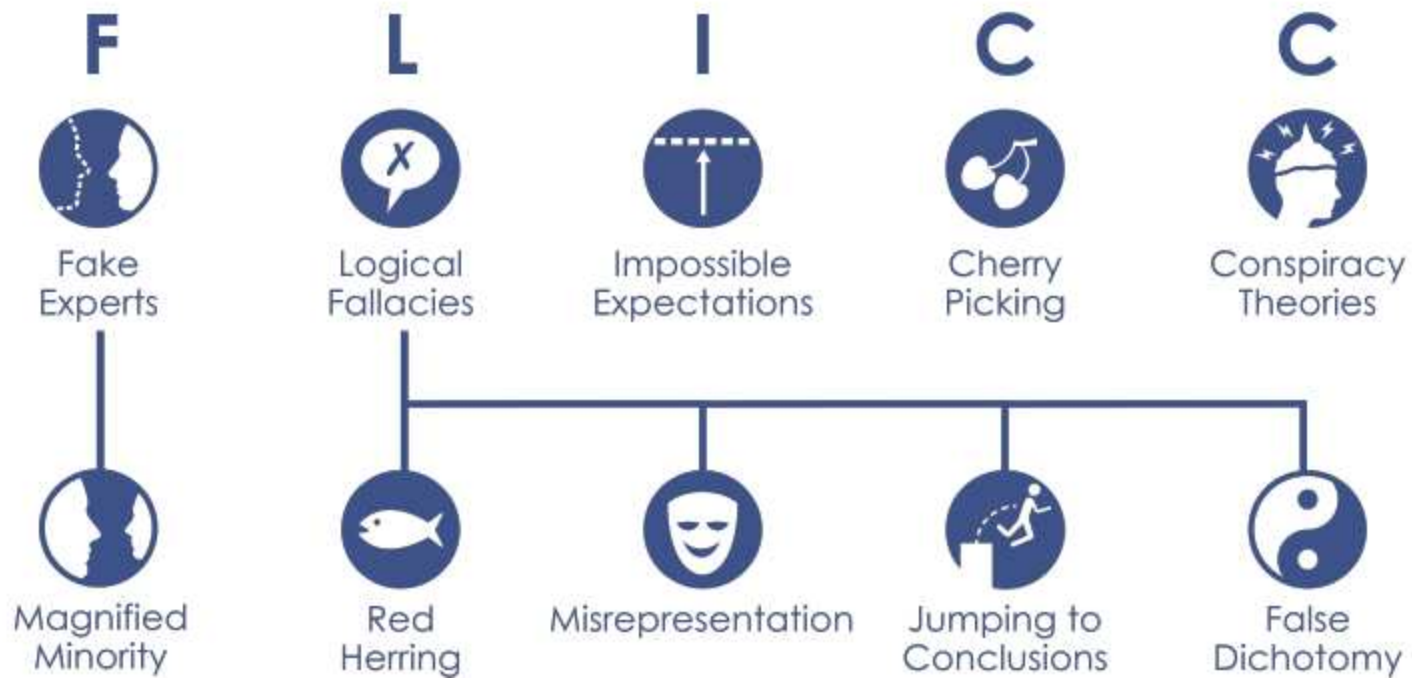 F L I C C
X
Fake Experts
Logical Fallacies
Impossible Expectations
Cherry Picking
Conspiracy Theories
Magnified Minority
Red Herring
Misrepresentation
Jumping to Conclusions
False Dichotomy